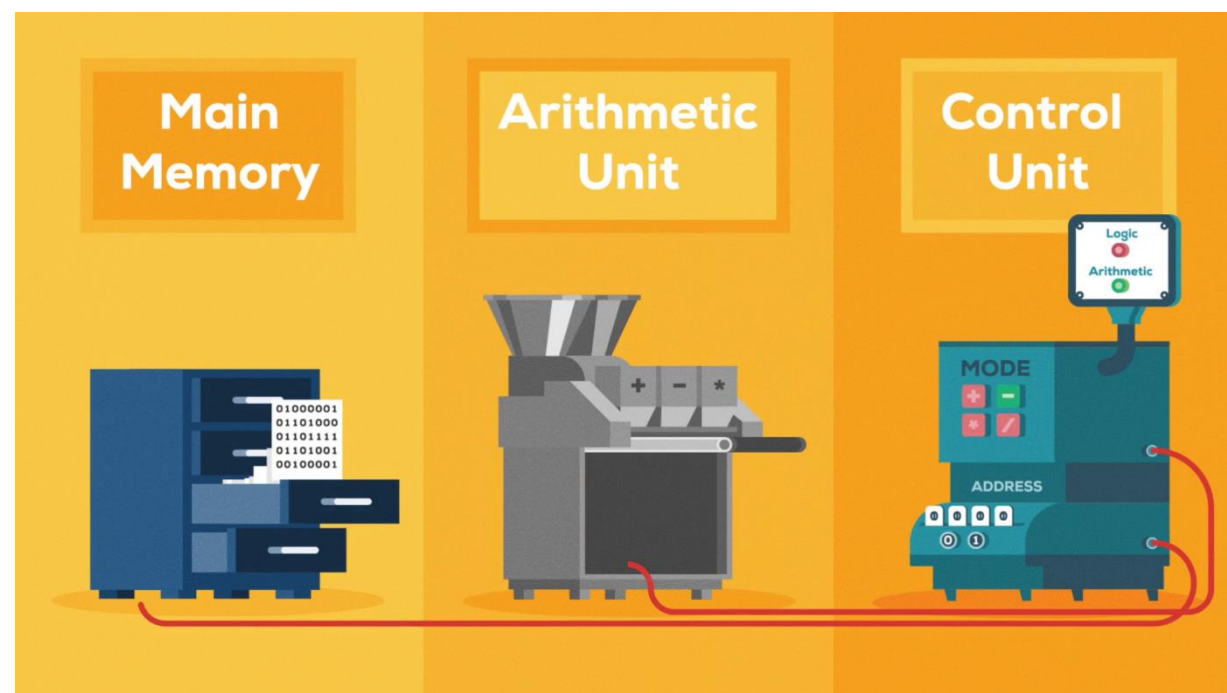 Main
Memory
Arithmetic
Unit
Control
Unit
Logic
Arithmetic
01000001
01101000
01101111
01101001
00100001
+ - *
MODE
+ -
* /
ADDRESS
0 0 0 0
0 1